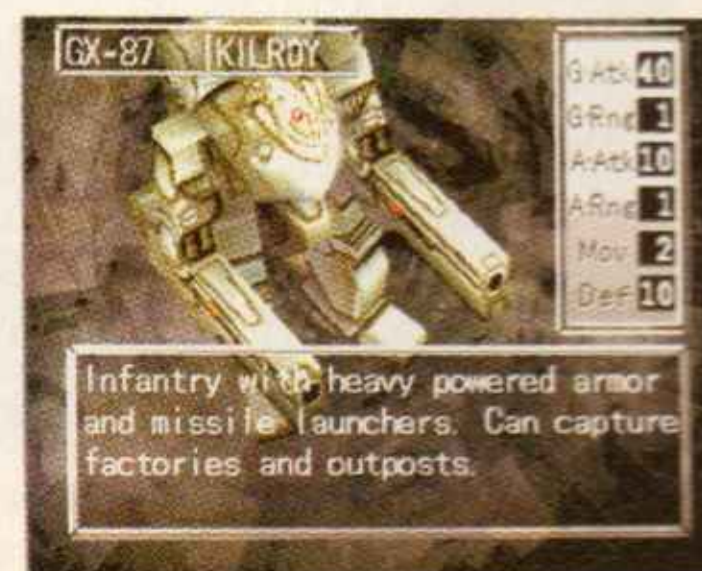 GX-87 KILROY
G-Atk 40
G-Rng 1
A-Atk 10
A-Rng 1
Mov 2
Def 10
Infantry with heavy powered armor
and missile launchers. Can capture
factories and outposts.